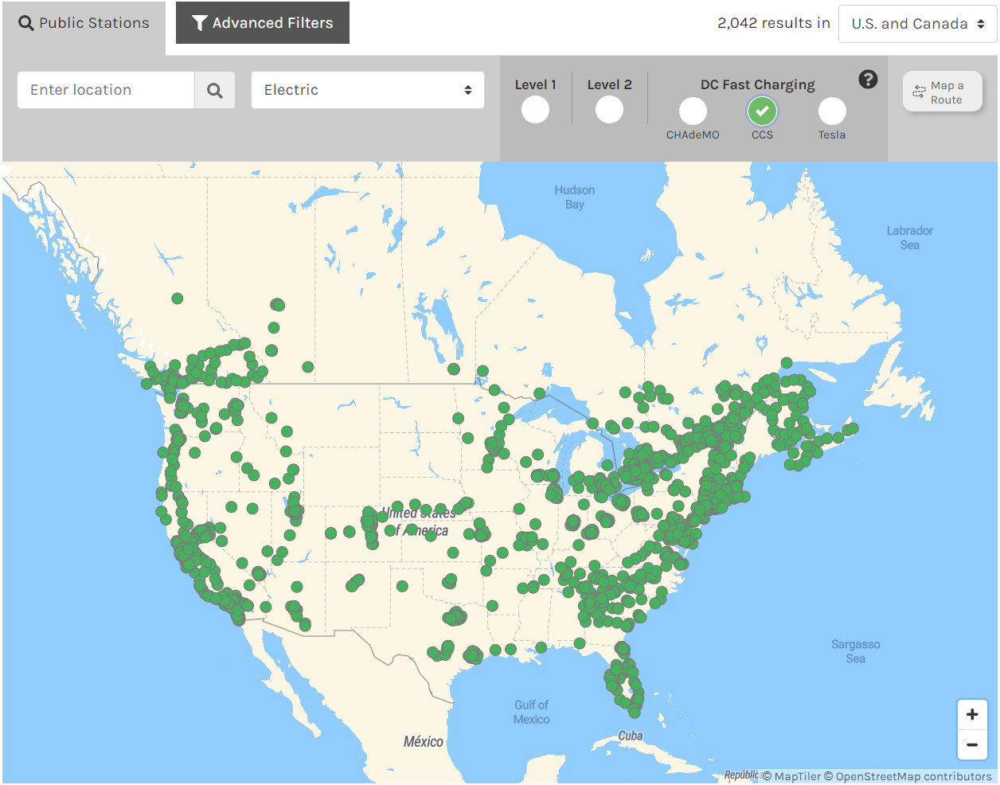 Public Stations
Advanced Filters
2,042 results in
U.S. and Canada
Enter location
Electric
Level 1
Level 2
DC Fast Charging
?
CHAdeMO
CCS
Tesla
Map a
Route
Hudson
Bay
Labrador
Sea
United States
of America
Sargasso
Sea
Gulf of
Mexico
México
Cuba
+
−
© MapTiler © OpenStreetMap contributors